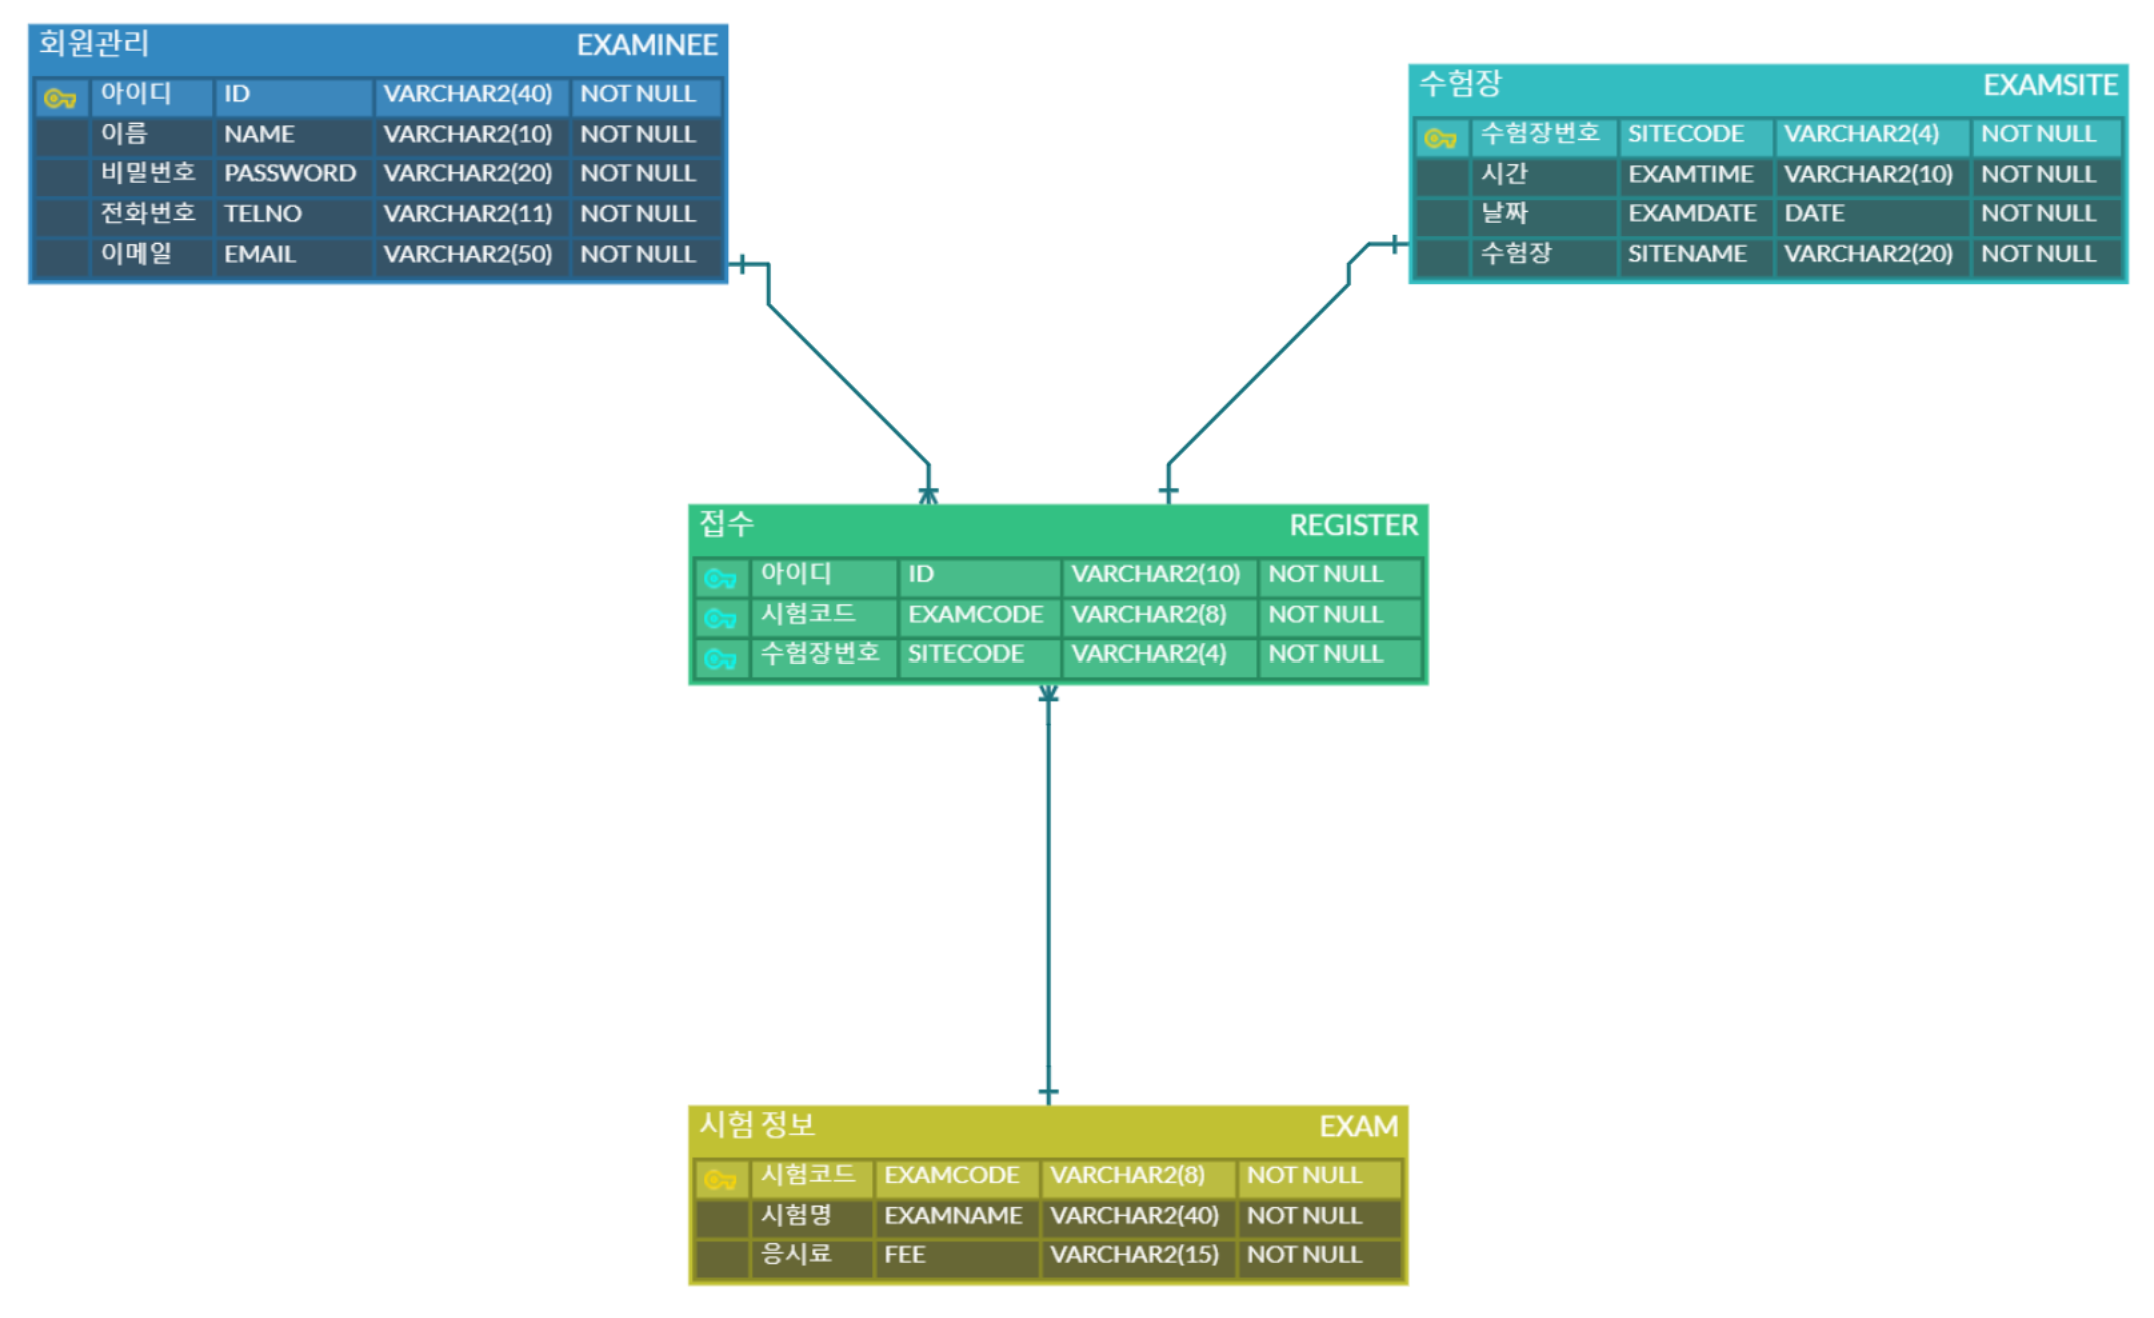 회원관리 EXAMINEE
아이디 ID VARCHAR2(40) NOT NULL
이름 NAME VARCHAR2(10) NOT NULL
비밀번호 PASSWORD VARCHAR2(20) NOT NULL
전화번호 TELNO VARCHAR2(11) NOT NULL
이메일 EMAIL VARCHAR2(50) NOT NULL
수험장 EXAMSITE
수험장번호 SITECODE VARCHAR2(4) NOT NULL
시간 EXAMTIME VARCHAR2(10) NOT NULL
날짜 EXAMDATE DATE NOT NULL
수험장 SITENAME VARCHAR2(20) NOT NULL
접수 REGISTER
아이디 ID VARCHAR2(10) NOT NULL
시험코드 EXAMCODE VARCHAR2(8) NOT NULL
수험장번호 SITECODE VARCHAR2(4) NOT NULL
시험 정보 EXAM
시험코드 EXAMCODE VARCHAR2(8) NOT NULL
시험명 EXAMNAME VARCHAR2(40) NOT NULL
응시료 FEE VARCHAR2(15) NOT NULL